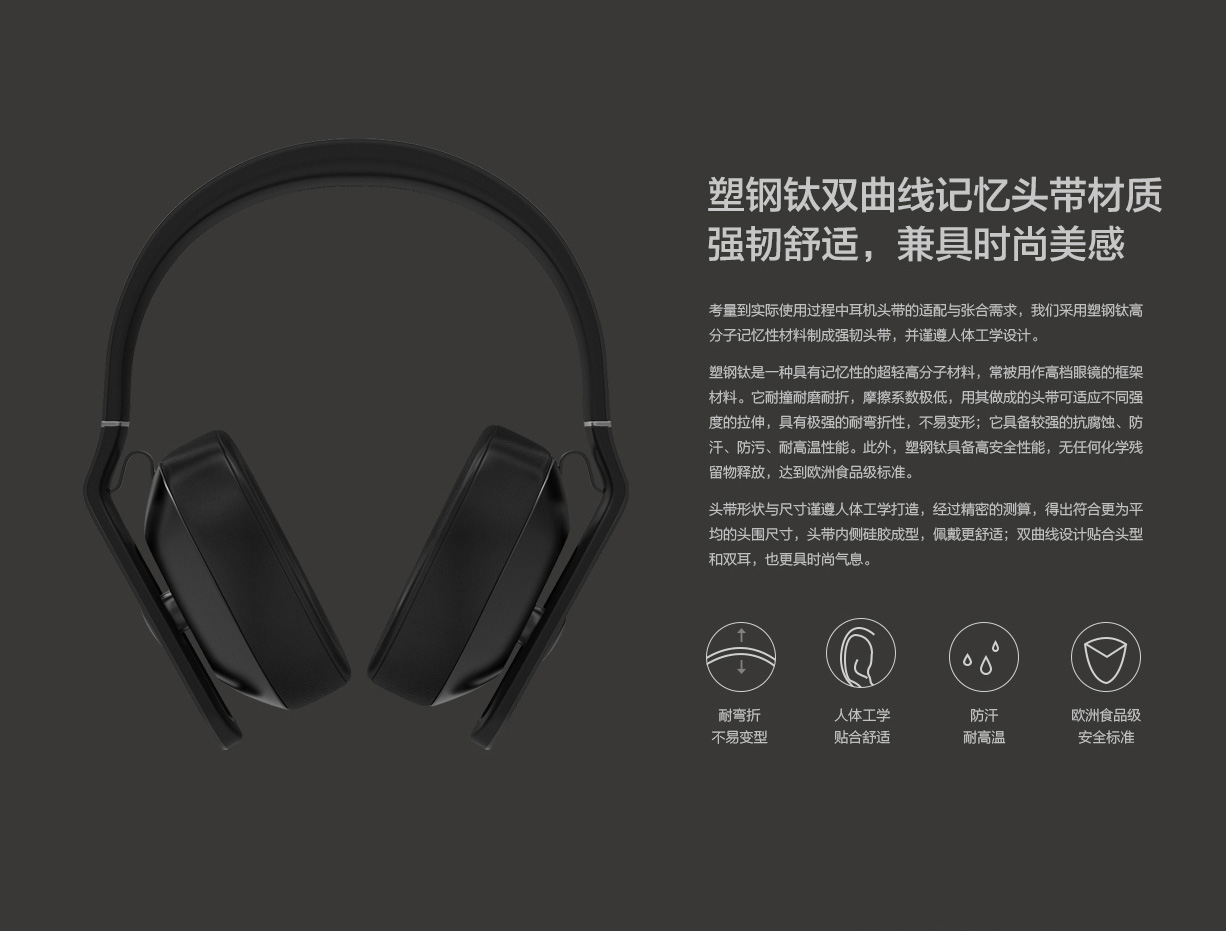 塑钢钛双曲线记忆头带材质
强韧舒适，兼具时尚美感
考量到实际使用过程中耳机头带的适配与张合需求，我们采用塑钢钛高
分子记忆性材料制成强韧头带，并谨遵人体工学设计。
塑钢钛是一种具有记忆性的超轻高分子材料，常被用作高档眼镜的框架
材料。它耐撞耐磨耐折，摩擦系数极低，用其做成的头带可适应不同强
度的拉伸，具有极强的耐弯折性，不易变形；它具备较强的抗腐蚀、防
汗、防污、耐高温性能。此外，塑钢钛具备高安全性能，无任何化学残
留物释放，达到欧洲食品级标准。
头带形状与尺寸谨遵人体工学打造，经过精密的测算，得出符合更为平
均的头围尺寸，头带内侧硅胶成型，佩戴更舒适；双曲线设计贴合头型
和双耳，也更具时尚气息。
耐弯折 人体工学 防汗 欧洲食品级
不易变型 贴合舒适 耐高温 安全标准